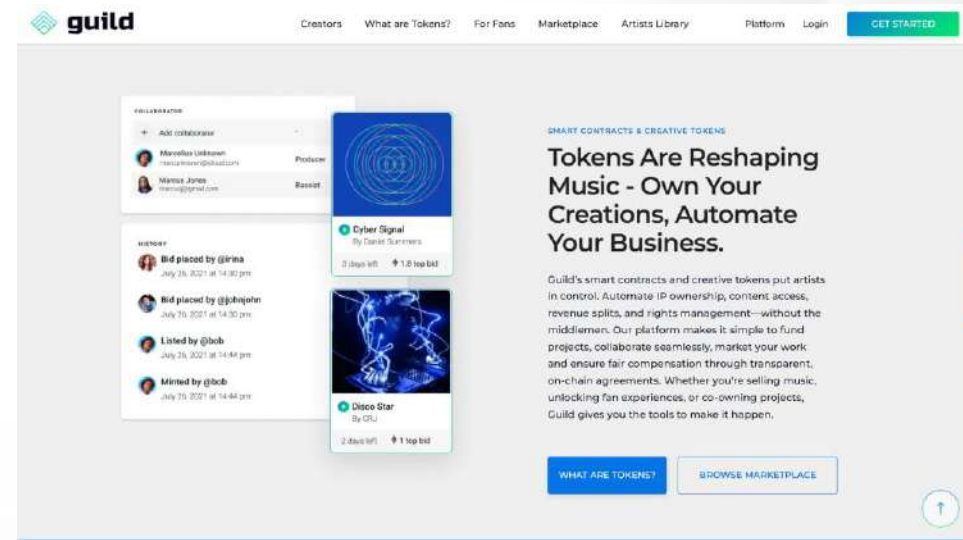 guild
Creators What are Tokens? For Fans Marketplace Artists Library Platform Login GET STARTED
COLLABORATOR
+ Add collaborator
Marcellus Unknown Producer
Marcus Jones Bassist
HISTORY
Bid placed by @irina
July 26, 2021 at 14:30 pm
Bid placed by @johnjohn
July 26, 2021 at 14:30 pm
Listed by @bob
July 26, 2021 at 14:44 pm
Minted by @bob
July 26, 2021 at 14:44 pm
Cyber Signal
By Daniel Summers
days left 1.8 top bid
Disco Star
By
2 days left 1 top bid
SMART CONTRACTS & CREATIVE TOKENS
Tokens Are Reshaping
Music - Own Your
Creations, Automate
Your Business.
Guild's smart contracts and creative tokens put artists
in control. Automate IP ownership, content access,
revenue splits, and rights management—without the
middlemen. Our platform makes it simple to fund
projects, collaborate seamlessly, market your work
and ensure fair compensation through transparent,
on-chain agreements. Whether you're selling music,
unlocking fan experiences, or co-owning projects,
Guild gives you the tools to make it happen.
WHAT ARE TOKENS? BROWSE MARKETPLACE